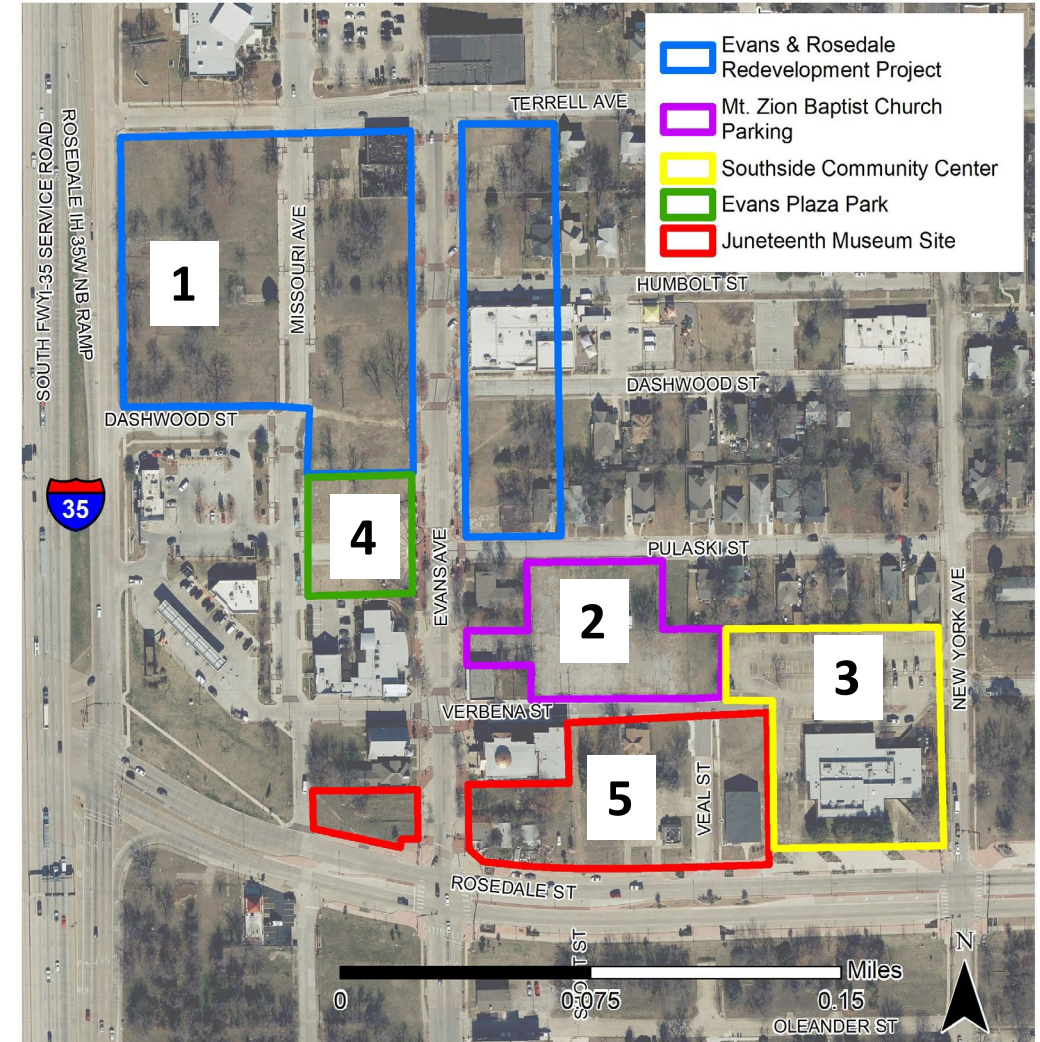 Evans & Rosedale
Redevelopment Project
Mt. Zion Baptist Church
Parking
Southside Community Center
Evans Plaza Park
Juneteenth Museum Site
TERRELL AVE
SOUTH FWYI-35 SERVICE ROAD
ROSEDALE IH 35W NB RAMP
MISSOURI AVE
1
HUMBOLT ST
DASHWOOD ST
DASHWOOD ST
35
4
EVANS AVE
PULASKI ST
2
3
NEW YORK AVE
VERBENA ST
5
VEAL ST
ROSEDALE ST
SHOLT ST
N
Miles
0
0.075
0.15
OLEANDER ST